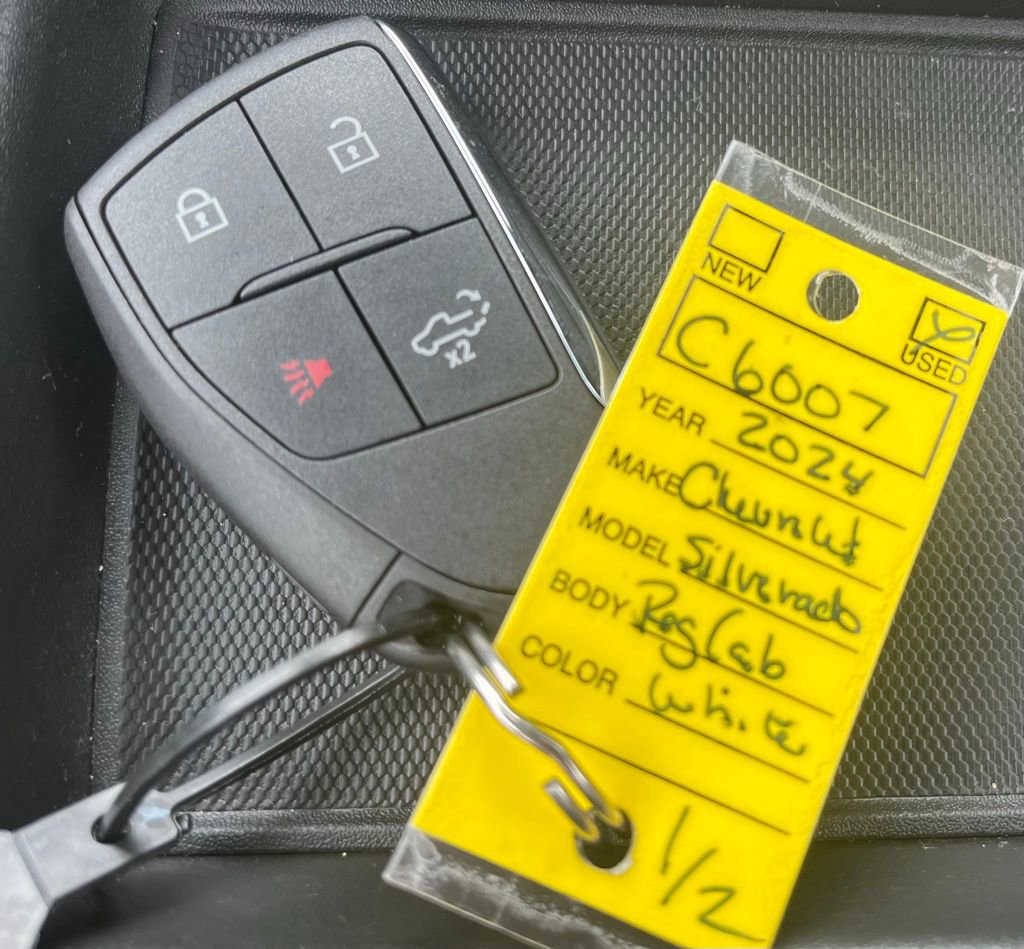 x2
NEW
USED
C6007
YEAR 2024
MAKE Chevrolet
MODEL Silverado
BODY Reg Cab
COLOR White
1/2